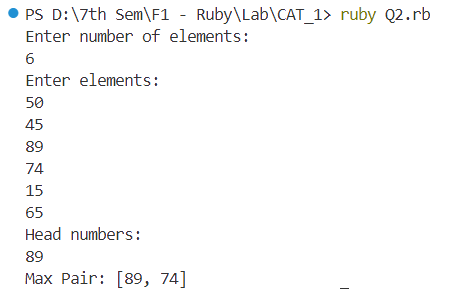 PS D:\7th Sem\F1 - Ruby\Lab\CAT_1> ruby Q2.rb
Enter number of elements:
6
Enter elements:
50
45
89
74
15
65
Head numbers:
89
Max Pair: [89, 74]